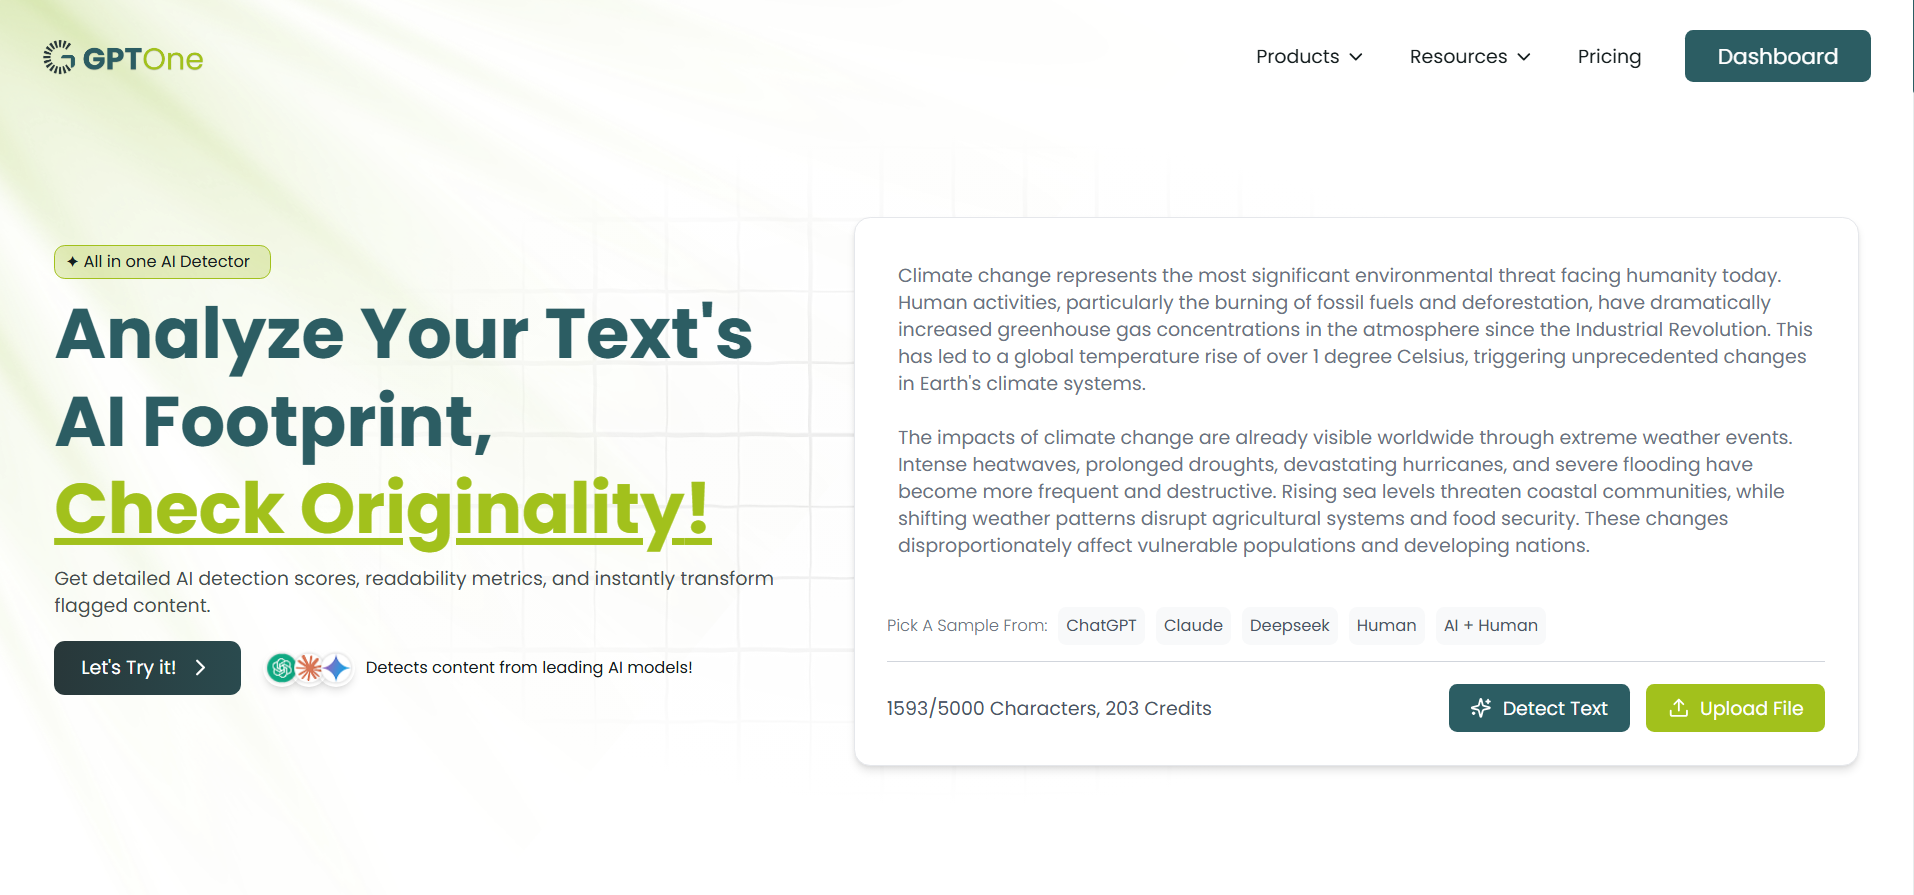 GPTOne
Products
Resources
Pricing
Dashboard
✦ All in one AI Detector
Analyze Your Text's
AI Footprint,
Check Originality!
Get detailed AI detection scores, readability metrics, and instantly transform
flagged content.
Let's Try it!
Detects content from leading AI models!
Climate change represents the most significant environmental threat facing humanity today.
Human activities, particularly the burning of fossil fuels and deforestation, have dramatically
increased greenhouse gas concentrations in the atmosphere since the Industrial Revolution. This
has led to a global temperature rise of over 1 degree Celsius, triggering unprecedented changes
in Earth's climate systems.
The impacts of climate change are already visible worldwide through extreme weather events.
Intense heatwaves, prolonged droughts, devastating hurricanes, and severe flooding have
become more frequent and destructive. Rising sea levels threaten coastal communities, while
shifting weather patterns disrupt agricultural systems and food security. These changes
disproportionately affect vulnerable populations and developing nations.
Pick A Sample From:
ChatGPT
Claude
Deepseek
Human
AI + Human
1593/5000 Characters, 203 Credits
Detect Text
Upload File